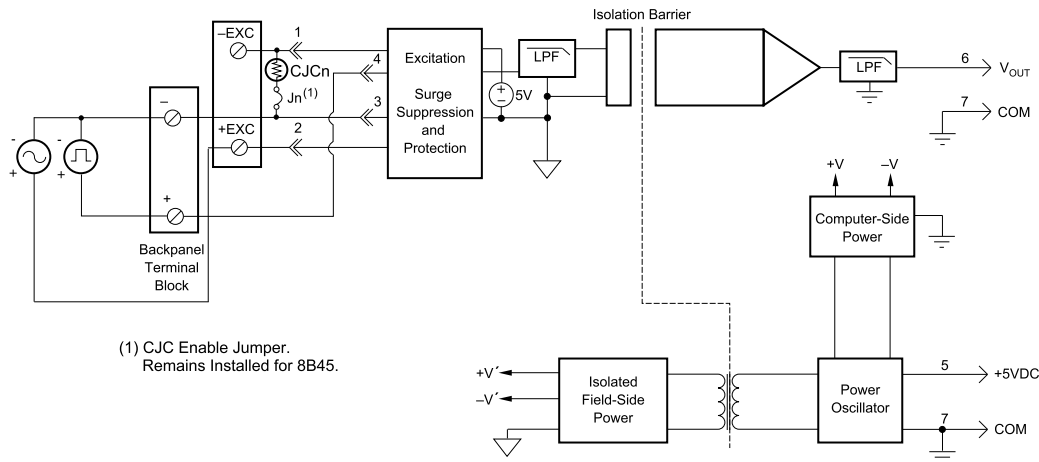 Isolation Barrier
–EXC
1
CJCn
Jn(1)
4
3
2
+EXC
–
+
-
+
-
+
Backpanel
Terminal
Block
Excitation
Surge
Suppression
and
Protection
+
–
5V
LPF
LPF
6
VOUT
7
COM
+V
–V
Computer-Side
Power
(1) CJC Enable Jumper.
Remains Installed for 8B45.
+V´
–V´
Isolated
Field-Side
Power
Power
Oscillator
5
+5VDC
7
COM